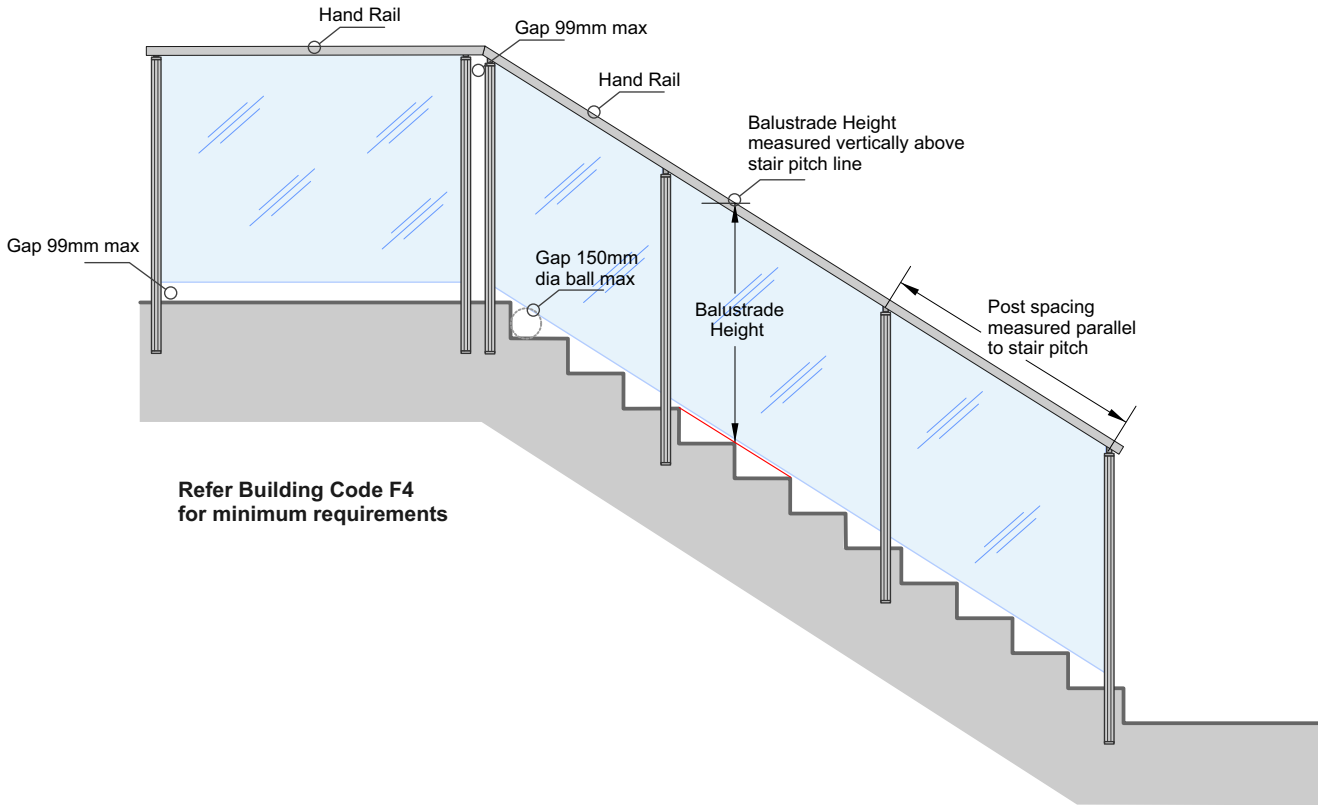 Hand Rail
Gap 99mm max
Hand Rail
Balustrade Height
measured vertically above
stair pitch line
Gap 99mm max
Gap 150mm
dia ball max
Balustrade
Height
Post spacing
measured parallel
to stair pitch
Refer Building Code F4
for minimum requirements